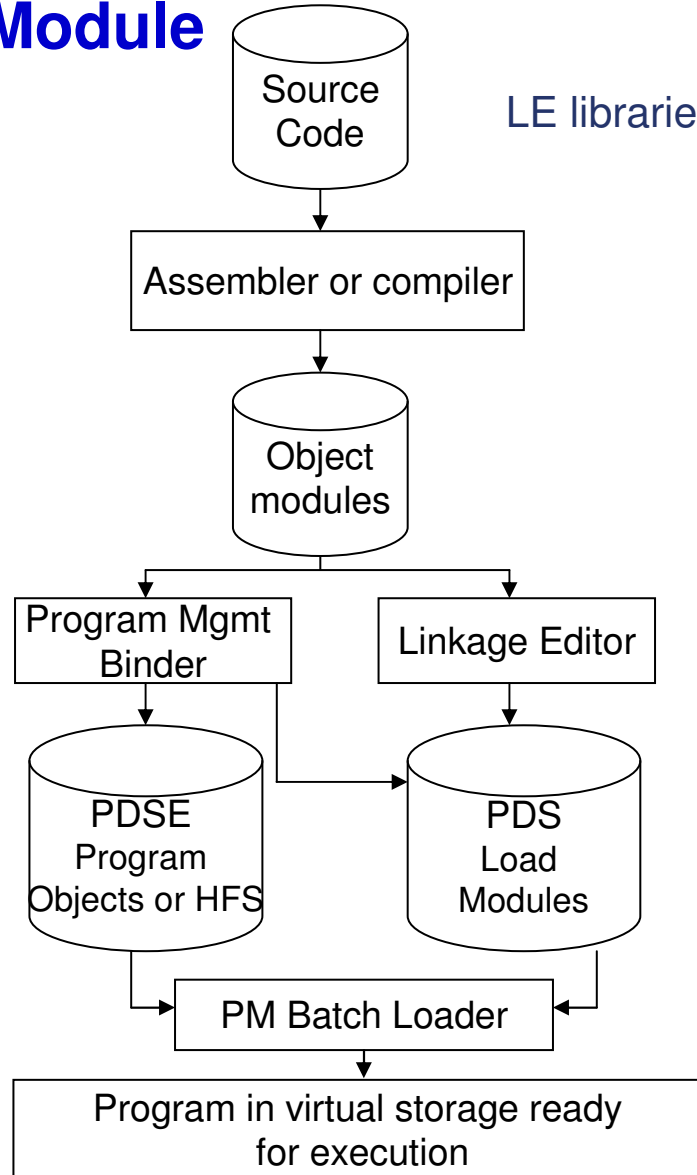 Module
Source
Code
LE librarie
Assembler or compiler
Object
modules
Program Mgmt
Binder
Linkage Editor
PDSE
Program
Objects or HFS
PDS
Load
Modules
PM Batch Loader
Program in virtual storage ready
for execution